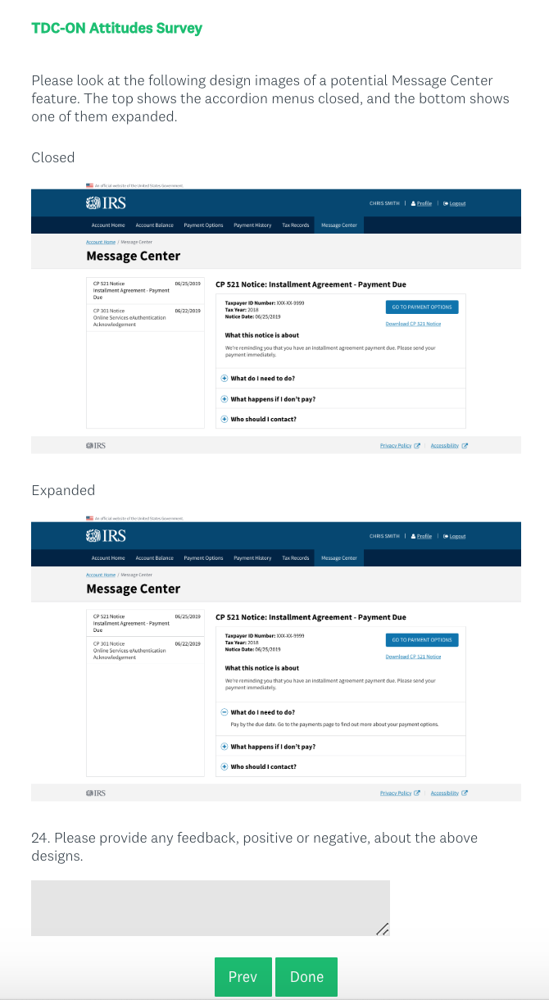 TDC-ON Attitudes Survey
Please look at the following design images of a potential Message Center
feature. The top shows the accordion menus closed, and the bottom shows
one of them expanded.
Closed
An official website of the United States Government.
IRS
CHRIS SMITH | Profile | Logout
Account Home Account Balance Payment Options Payment History Tax Records Message Center
Account Home / Message Center
Message Center
CP 521 Notice 06/25/2019
Installment Agreement - Payment
Due
CP 301 Notice 06/22/2019
Online Services eAuthentication
Acknowledgement
CP 521 Notice: Installment Agreement - Payment Due
Taxpayer ID Number: XXX-XX-9999
Tax Year: 2018
Notice Date: 06/25/2019
GO TO PAYMENT OPTIONS
Download CP 521 Notice
What this notice is about
We're reminding you that you have an installment agreement payment due. Please send your
payment immediately.
What do I need to do?
What happens if I don't pay?
Who should I contact?
IRS
Privacy Policy | Accessibility
Expanded
An official website of the United States Government.
IRS
CHRIS SMITH | Profile | Logout
Account Home Account Balance Payment Options Payment History Tax Records Message Center
Account Home / Message Center
Message Center
CP 521 Notice 06/25/2019
Installment Agreement - Payment
Due
CP 301 Notice 06/22/2019
Online Services eAuthentication
Acknowledgement
CP 521 Notice: Installment Agreement - Payment Due
Taxpayer ID Number: XXX-XX-9999
Tax Year: 2018
Notice Date: 06/25/2019
GO TO PAYMENT OPTIONS
Download CP 521 Notice
What this notice is about
We're reminding you that you have an installment agreement payment due. Please send your
payment immediately.
What do I need to do?
Pay by the due date. Go to the payments page to find out more about your payment options.
What happens if I don't pay?
Who should I contact?
IRS
Privacy Policy | Accessibility
24. Please provide any feedback, positive or negative, about the above
designs.
Prev Done